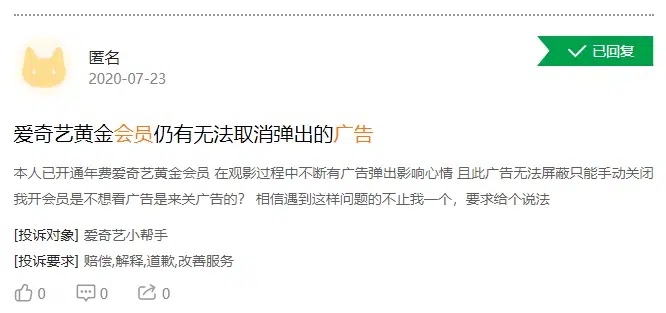 匿名
已回复
2020-07-23
爱奇艺黄金会员仍有无法取消弹出的广告
本人已开通年费爱奇艺黄金会员 在观影过程中不断有广告弹出影响心情 且此广告无法屏蔽只能手动关闭
我开会员是不想看广告是来关广告的? 相信遇到这样问题的不止我一个，要求给个说法
[投诉对象] 爱奇艺小帮手
[投诉要求] 赔偿,解释,道歉,改善服务
0 0 0